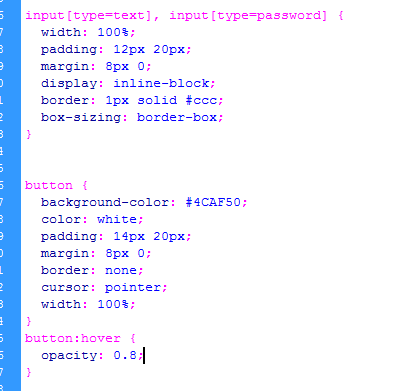 input[type=text], input[type=password] {
  width: 100%;
  padding: 12px 20px;
  margin: 8px 0;
  display: inline-block;
  border: 1px solid #ccc;
  box-sizing: border-box;
}
button {
  background-color: #4CAF50;
  color: white;
  padding: 14px 20px;
  margin: 8px 0;
  border: none;
  cursor: pointer;
  width: 100%;
}
button:hover {
  opacity: 0.8;
}